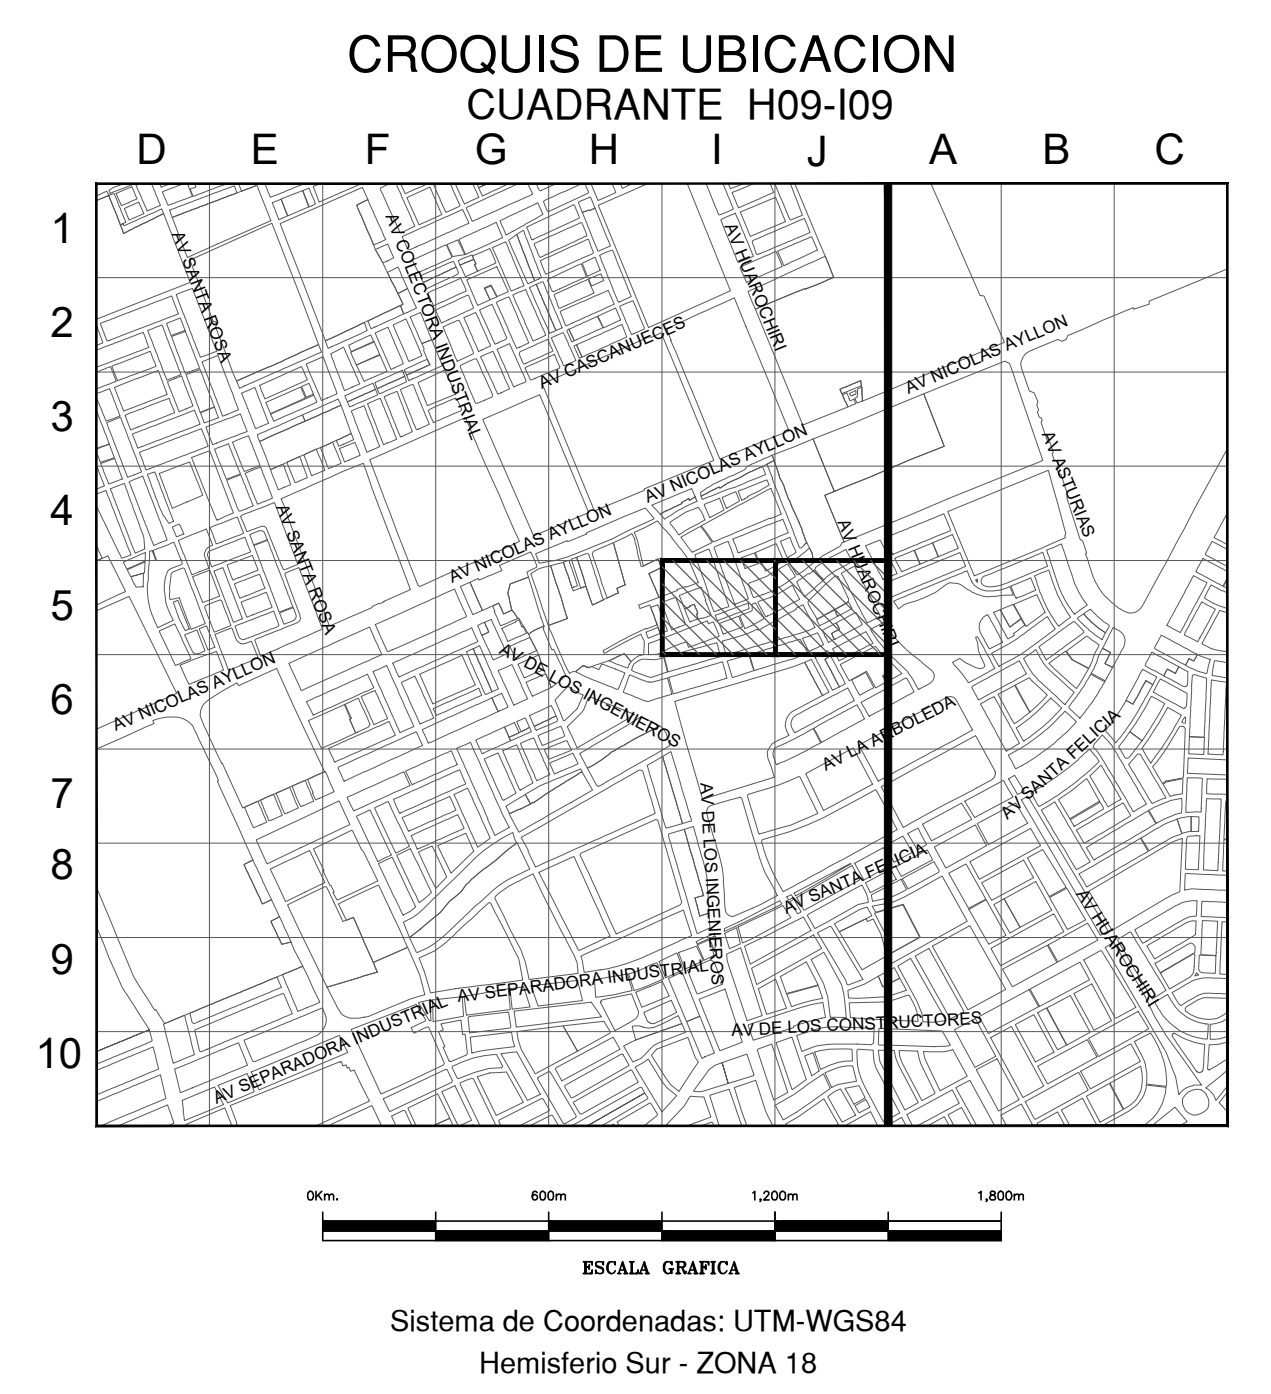 CROQUIS DE UBICACION
CUADRANTE H09-I09
D E F G H I J A B C
1
AV SANTA ROSA
AV COLECTORA INDUSTRIAL
AV HUAROCHIRI
2
AV CASCANUECES
AV NICOLAS AYLLON
3
AV NICOLAS AYLLON
AV ASTURIAS
4
AV SANTA ROSA
AV NICOLAS AYLLON
AV HUAROCHIRI
5
AV NICOLAS AYLLON
AV DE LOS INGENIEROS
6
AV LA ARBOLEDA
AV SANTA FELICIA
7
AV DE LOS INGENIEROS
8
AV SANTA FELICIA
AV HUAROCHIRI
9
AV SEPARADORA INDUSTRIAL
AV SEPARADORA INDUSTRIAL
AV DE LOS CONSTRUCTORES
10
0Km. 600m 1,200m 1,800m
ESCALA GRAFICA
Sistema de Coordenadas: UTM-WGS84
Hemisferio Sur - ZONA 18